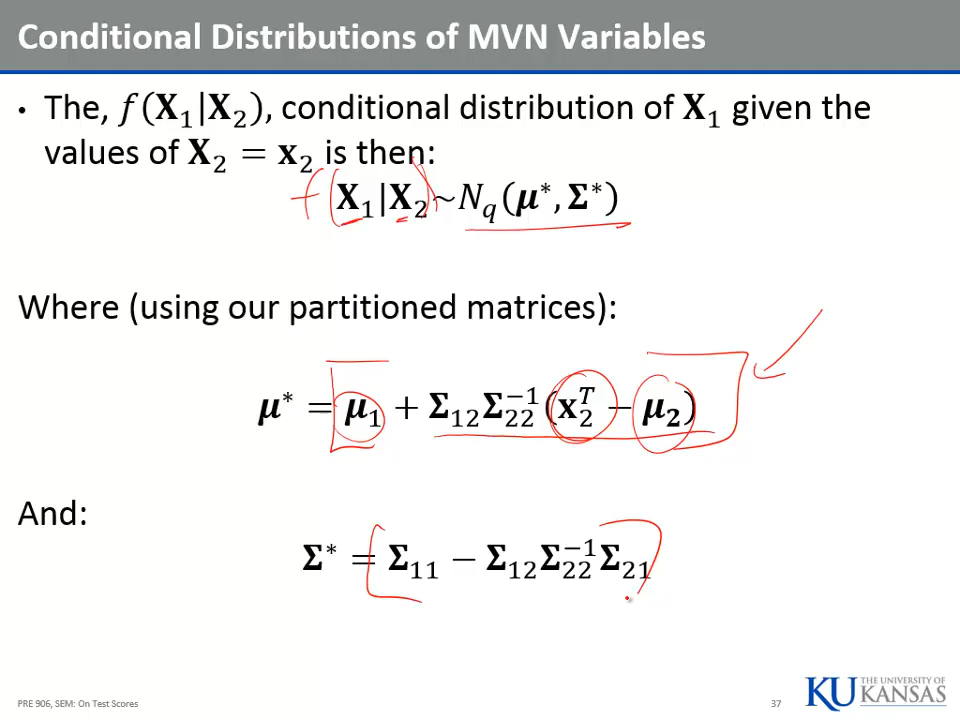 Conditional Distributions of MVN Variables
• The, f(𝐗₁|𝐗₂), conditional distribution of 𝐗₁ given the
values of 𝐗₂ = 𝐱₂ is then:
f(𝐗₁|𝐗₂)~N_q(𝛍*, 𝚺*)
Where (using our partitioned matrices):
𝛍* = 𝛍₁ + 𝚺₁₂𝚺₂₂⁻¹(𝐱₂ᵀ − 𝛍₂)
And:
𝚺* = 𝚺₁₁ − 𝚺₁₂𝚺₂₂⁻¹𝚺₂₁
PRE 906, SEM: On Test Scores
37
KU THE UNIVERSITY OF
KANSAS